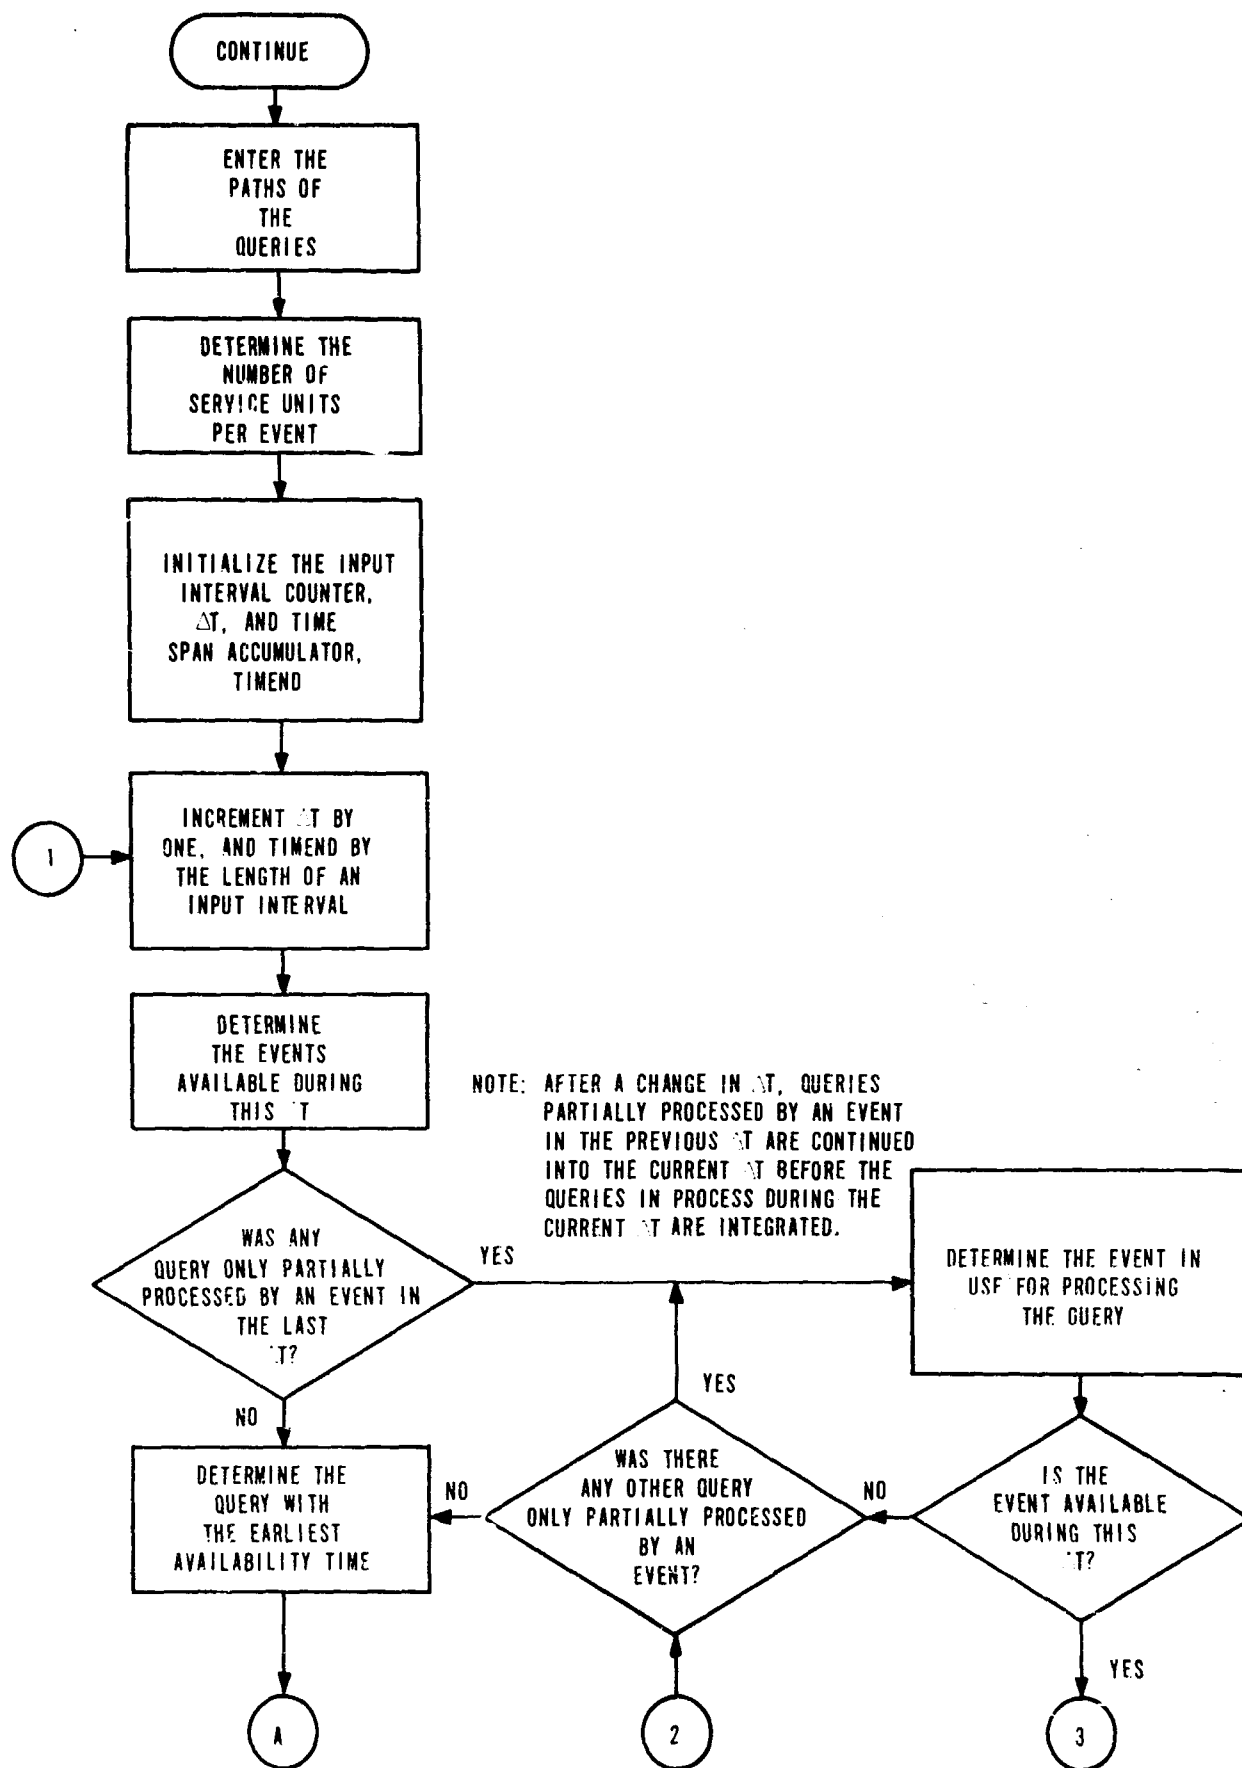 CONTINUE
ENTER THE
PATHS OF
THE
QUERIES
DETERMINE THE
NUMBER OF
SERVICE UNITS
PER EVENT
INITIALIZE THE INPUT
INTERVAL COUNTER,
ΔT, AND TIME
SPAN ACCUMULATOR,
TIMEND
1
INCREMENT ΔT BY
ONE, AND TIMEND BY
THE LENGTH OF AN
INPUT INTERVAL
DETERMINE
THE EVENTS
AVAILABLE DURING
THIS ΔT
NOTE: AFTER A CHANGE IN ΔT, QUERIES
PARTIALLY PROCESSED BY AN EVENT
IN THE PREVIOUS ΔT ARE CONTINUED
INTO THE CURRENT ΔT BEFORE THE
QUERIES IN PROCESS DURING THE
CURRENT ΔT ARE INTEGRATED.
WAS ANY
QUERY ONLY PARTIALLY
PROCESSED BY AN EVENT IN
THE LAST
ΔT?
YES
NO
DETERMINE THE EVENT IN
USE FOR PROCESSING
THE QUERY
YES
DETERMINE THE
QUERY WITH
THE EARLIEST
AVAILABILITY TIME
NO
WAS THERE
ANY OTHER QUERY
ONLY PARTIALLY PROCESSED
BY AN
EVENT?
NO
IS THE
EVENT AVAILABLE
DURING THIS
ΔT?
YES
A
2
3